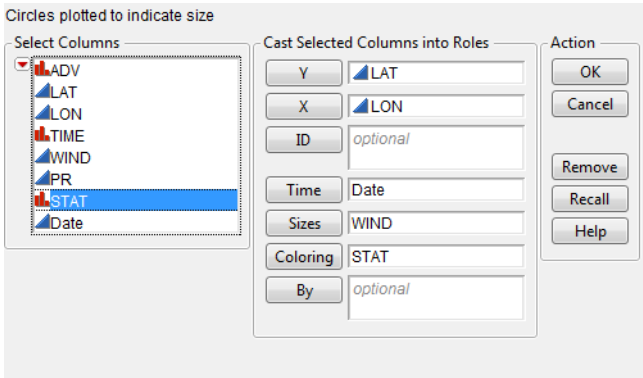 Circles plotted to indicate size
Select Columns
ADV
LAT
LON
TIME
WIND
PR
STAT
Date
Cast Selected Columns into Roles
Y LAT
X LON
ID optional
Time Date
Sizes WIND
Coloring STAT
By optional
Action
OK
Cancel
Remove
Recall
Help